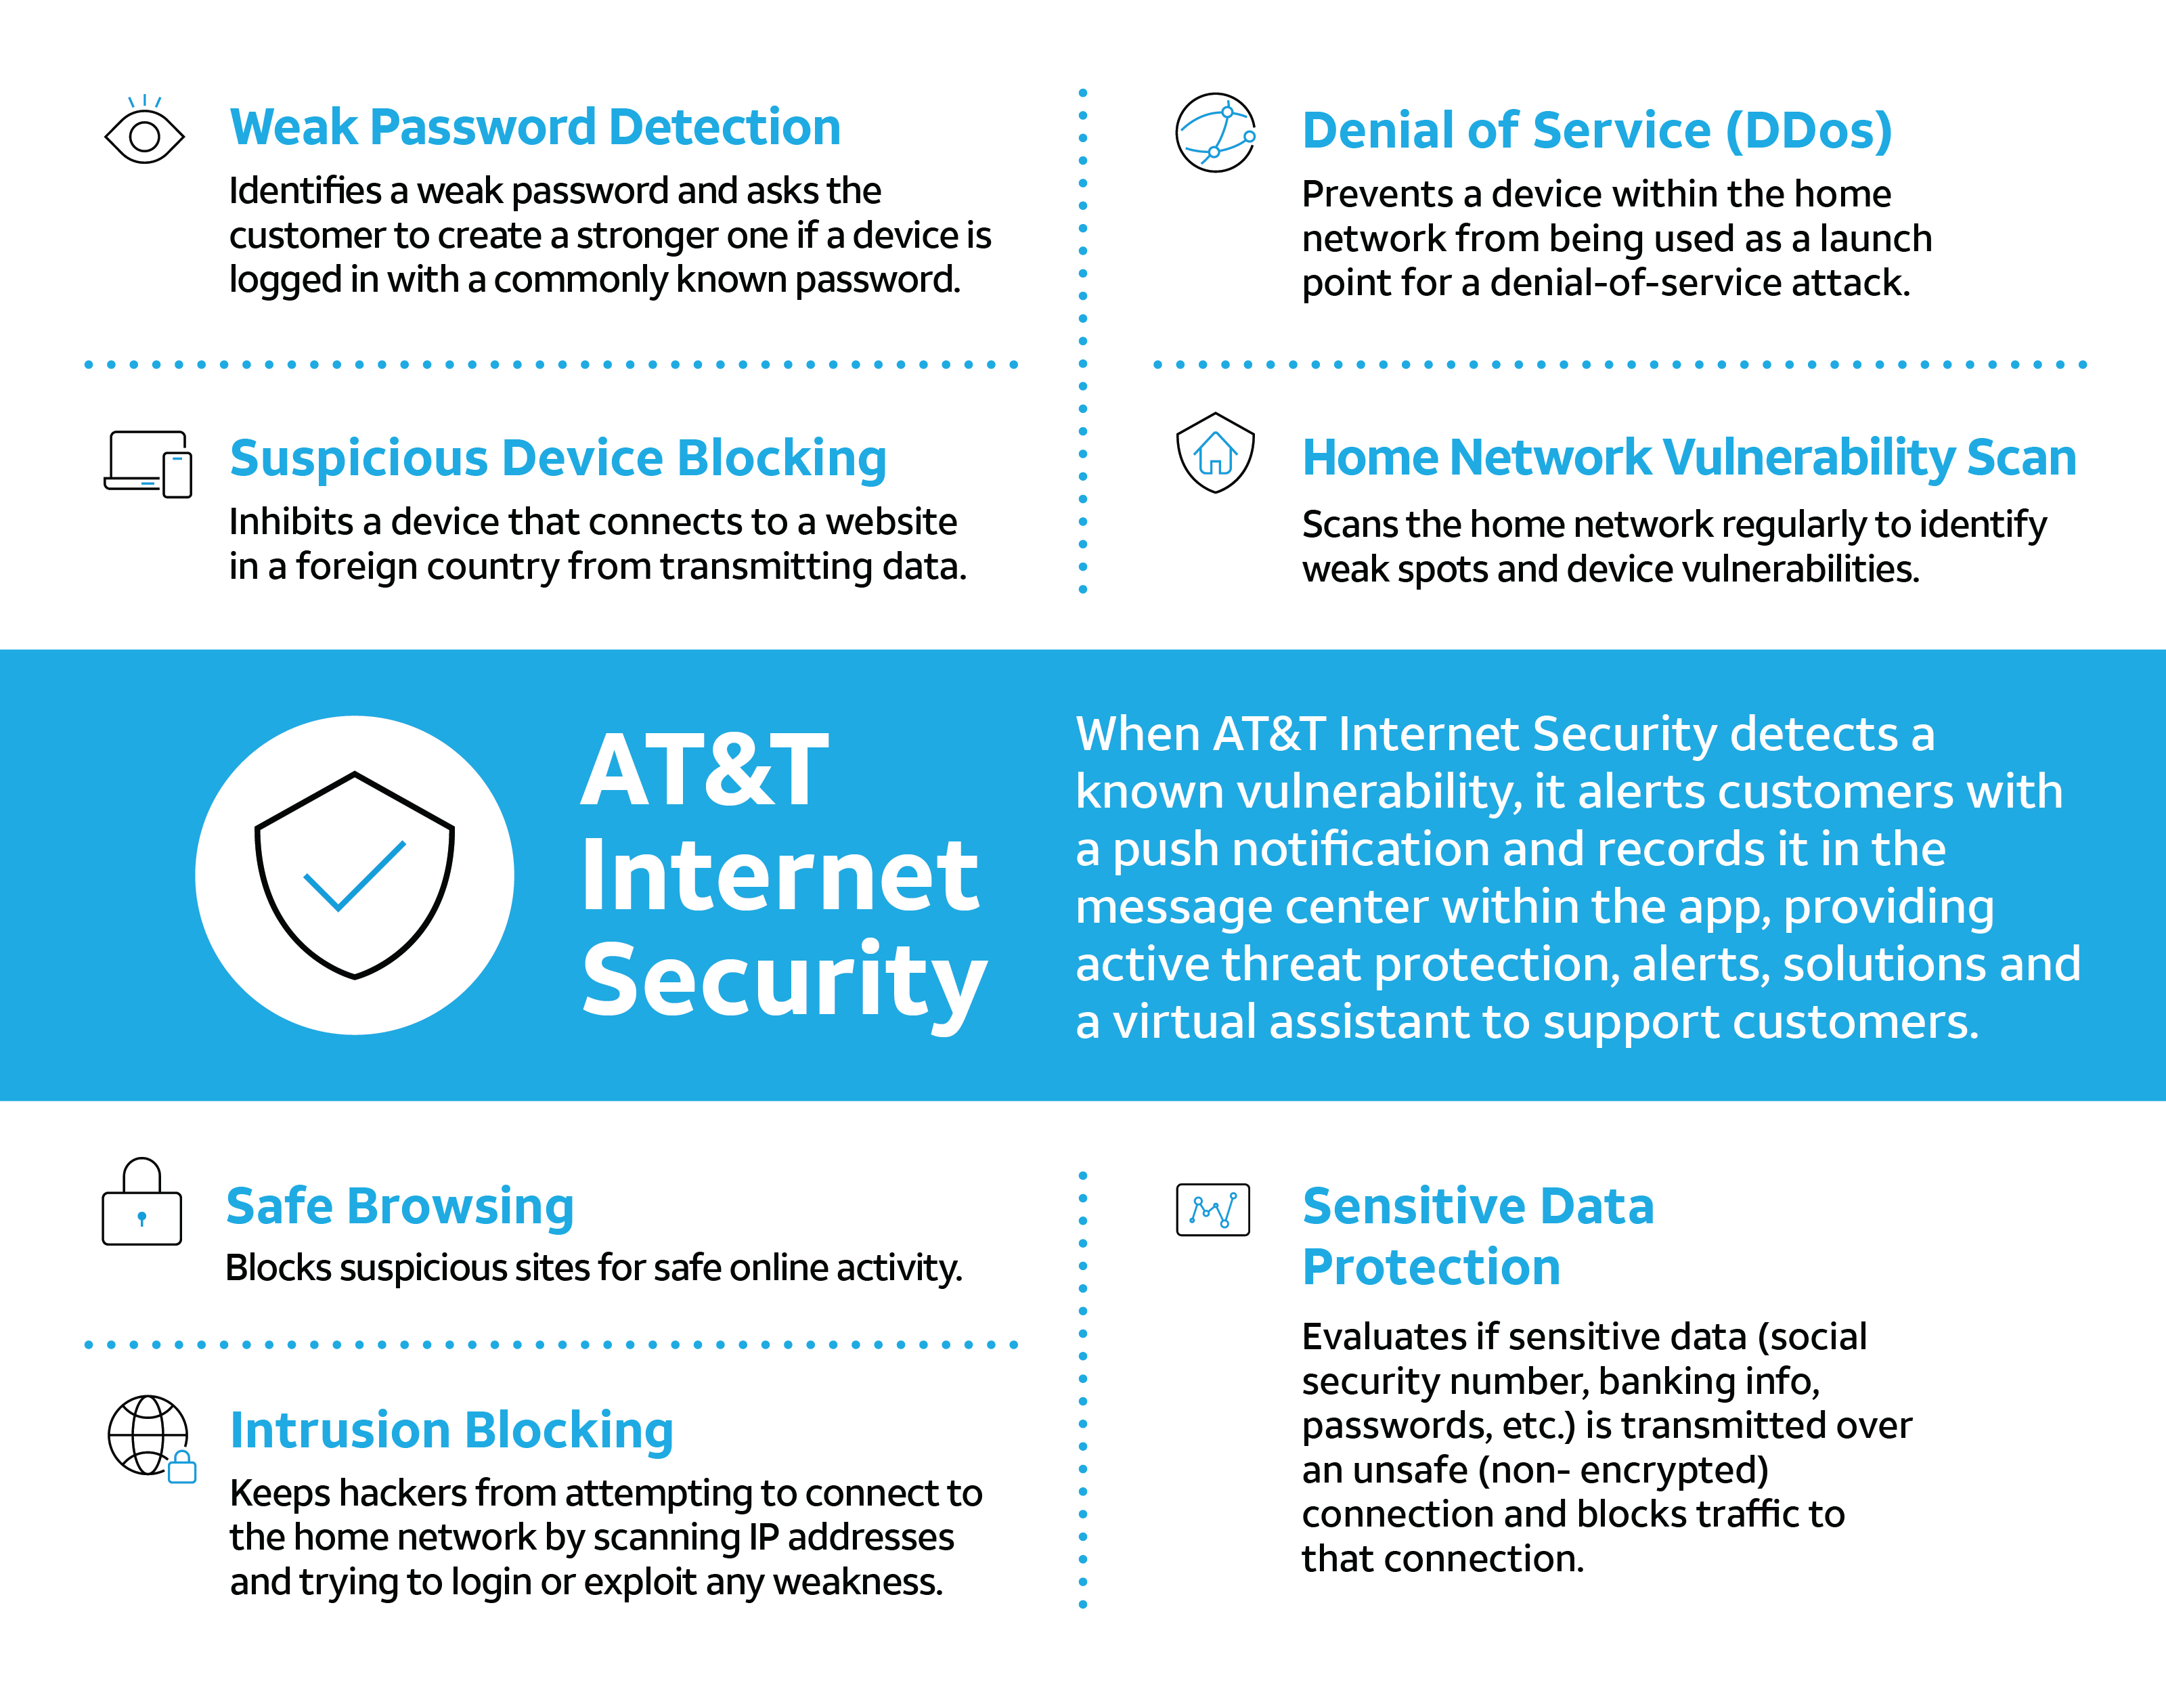 Weak Password Detection
Identifies a weak password and asks the
customer to create a stronger one if a device is
logged in with a commonly known password.
Denial of Service (DDos)
Prevents a device within the home
network from being used as a launch
point for a denial-of-service attack.
Suspicious Device Blocking
Inhibits a device that connects to a website
in a foreign country from transmitting data.
Home Network Vulnerability Scan
Scans the home network regularly to identify
weak spots and device vulnerabilities.
AT&T
Internet
Security
When AT&T Internet Security detects a
known vulnerability, it alerts customers with
a push notification and records it in the
message center within the app, providing
active threat protection, alerts, solutions and
a virtual assistant to support customers.
Safe Browsing
Blocks suspicious sites for safe online activity.
Intrusion Blocking
Keeps hackers from attempting to connect to
the home network by scanning IP addresses
and trying to login or exploit any weakness.
Sensitive Data
Protection
Evaluates if sensitive data (social
security number, banking info,
passwords, etc.) is transmitted over
an unsafe (non- encrypted)
connection and blocks traffic to
that connection.